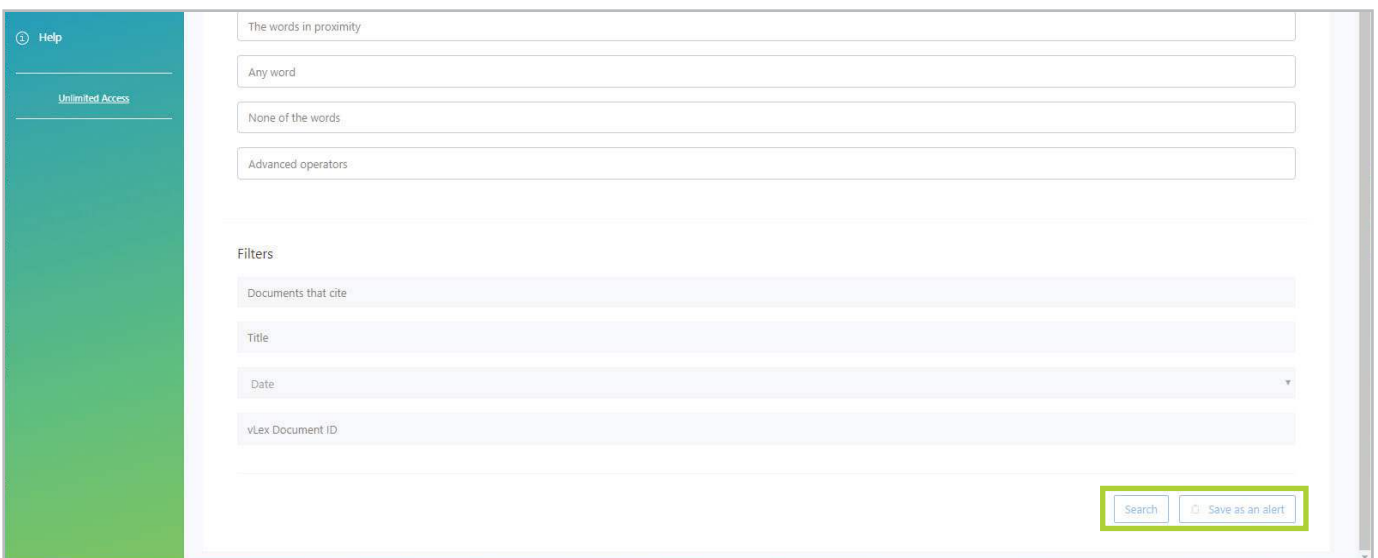 Help
Unlimited Access
The words in proximity
Any word
None of the words
Advanced operators
Filters
Documents that cite
Title
Date
vLex Document ID
Search
Save as an alert